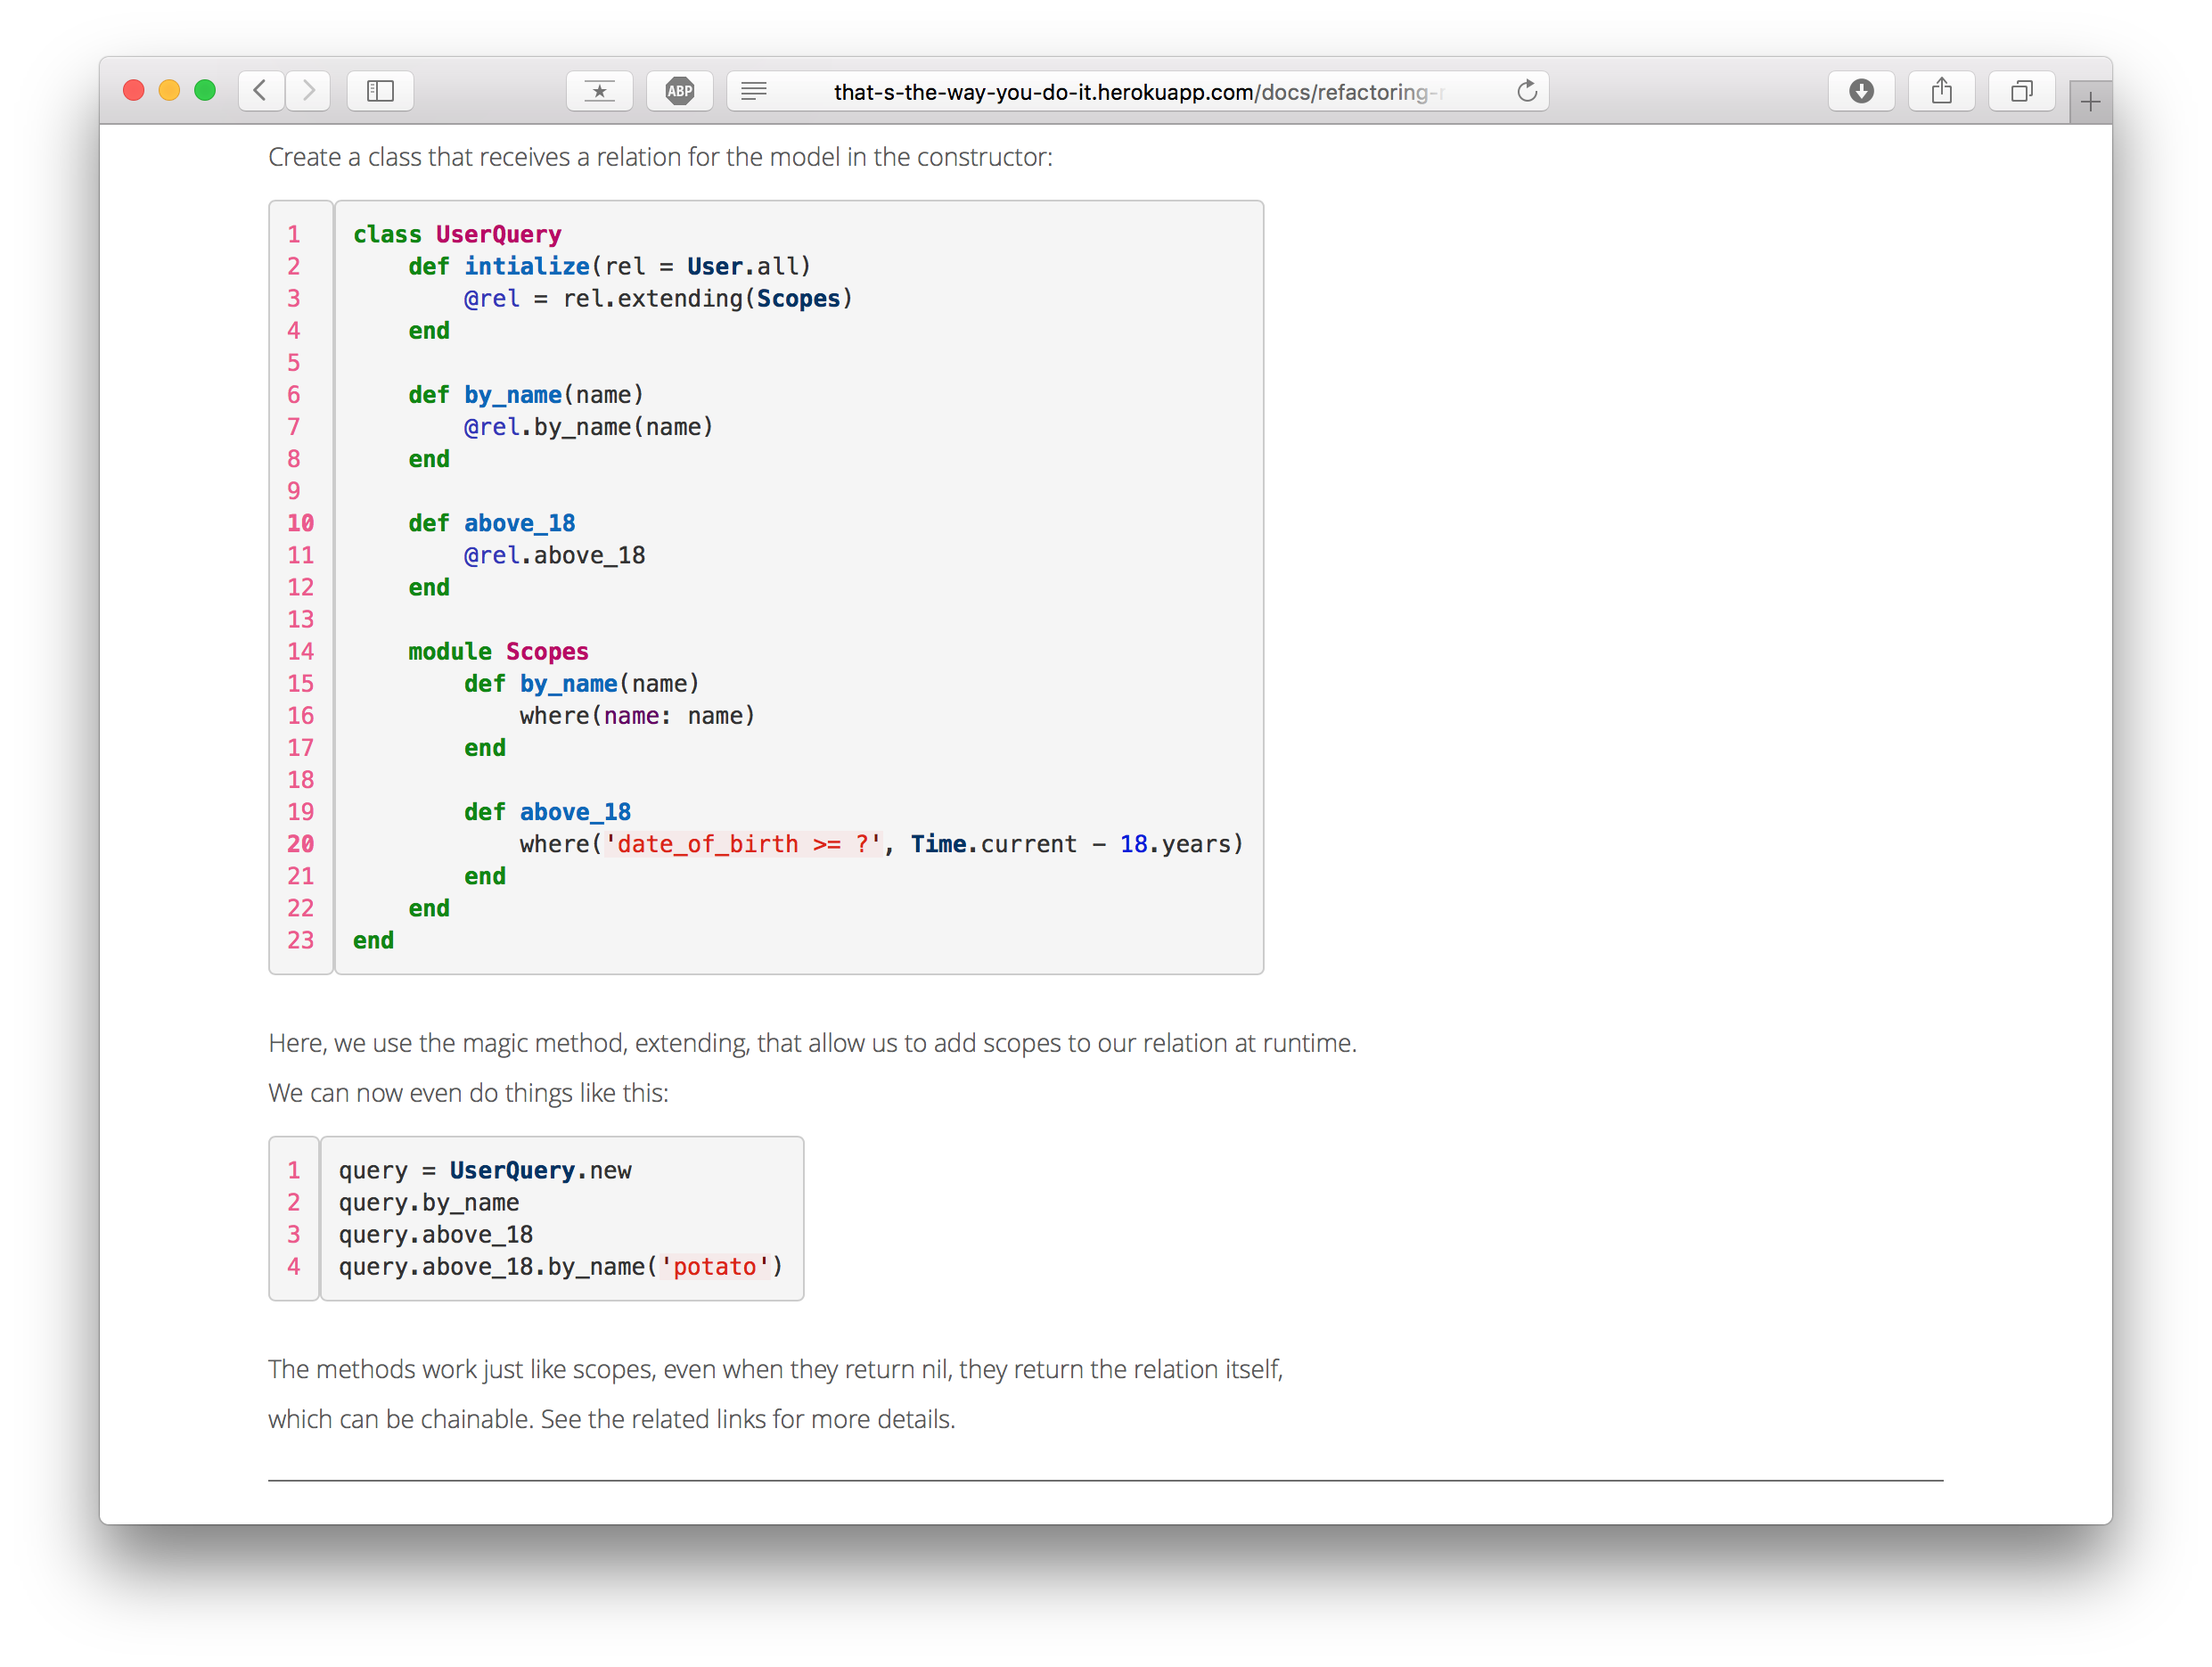 ABP
that-s-the-way-you-do-it.herokuapp.com/docs/refactoring-
Create a class that receives a relation for the model in the constructor:
1 class UserQuery
2     def intialize(rel = User.all)
3         @rel = rel.extending(Scopes)
4     end
5
6     def by_name(name)
7         @rel.by_name(name)
8     end
9
10     def above_18
11         @rel.above_18
12     end
13
14     module Scopes
15         def by_name(name)
16             where(name: name)
17         end
18
19         def above_18
20             where('date_of_birth >= ?', Time.current - 18.years)
21         end
22     end
23 end
Here, we use the magic method, extending, that allow us to add scopes to our relation at runtime.
We can now even do things like this:
1 query = UserQuery.new
2 query.by_name
3 query.above_18
4 query.above_18.by_name('potato')
The methods work just like scopes, even when they return nil, they return the relation itself,
which can be chainable. See the related links for more details.